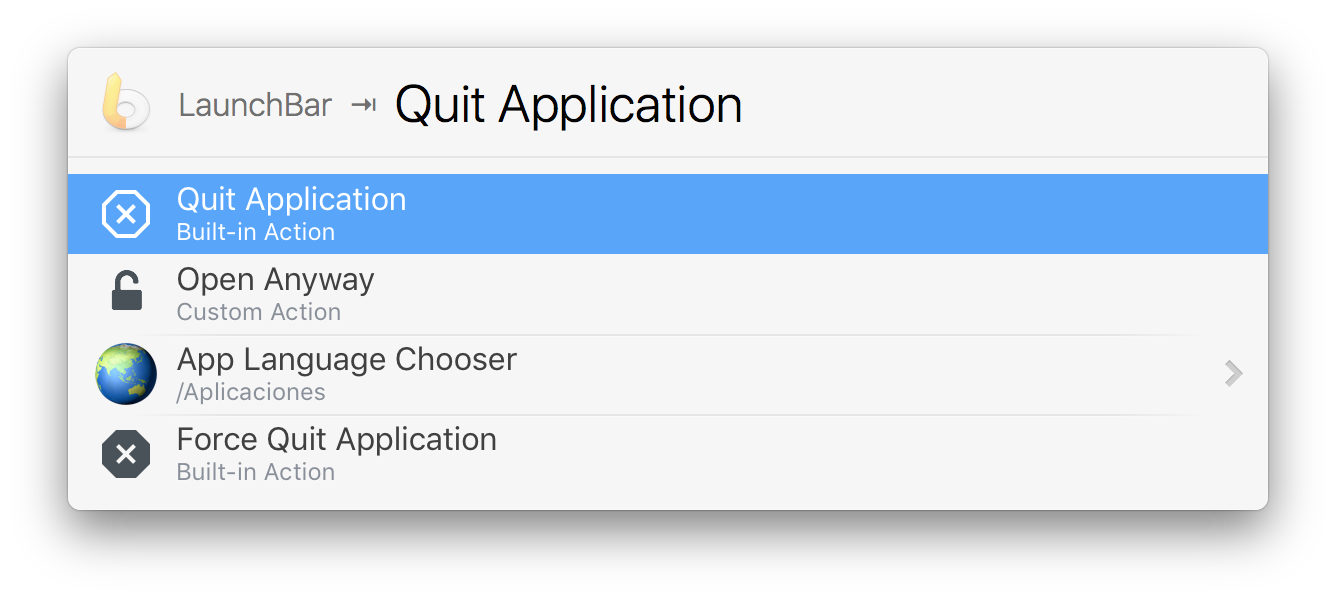 LaunchBar ⇥ Quit Application
Quit Application
Built-in Action
Open Anyway
Custom Action
App Language Chooser
/Aplicaciones
Force Quit Application
Built-in Action